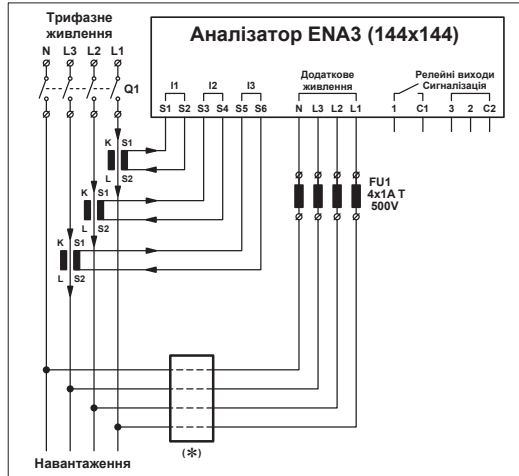 Трифазне
живлення
N L3 L2 L1
Q1
Аналізатор ENA3 (144x144)
I1 I2 I3
S1 S2 S3 S4 S5 S6
Додаткове
живлення
N L3 L2 L1
Релейні виходи
Сигналізація
1 C1 3 2 C2
K S1
L S2
K S1
L S2
K S1
L S2
FU1
4x1A T
500V
(*)
Навантаження